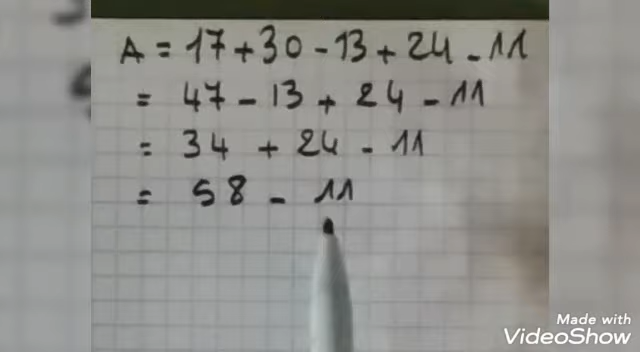 A = 17 + 30 - 13 + 24 - 11
= 47 - 13 + 24 - 11
= 34 + 24 - 11
= 58 - 11
Made with
VideoShow